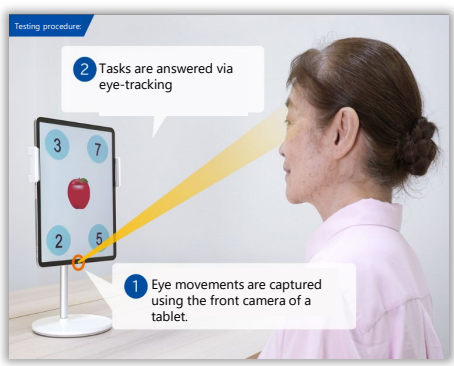 Testing procedure:
2 Tasks are answered via
eye-tracking
3 7
2 5
1 Eye movements are captured
using the front camera of a
tablet.